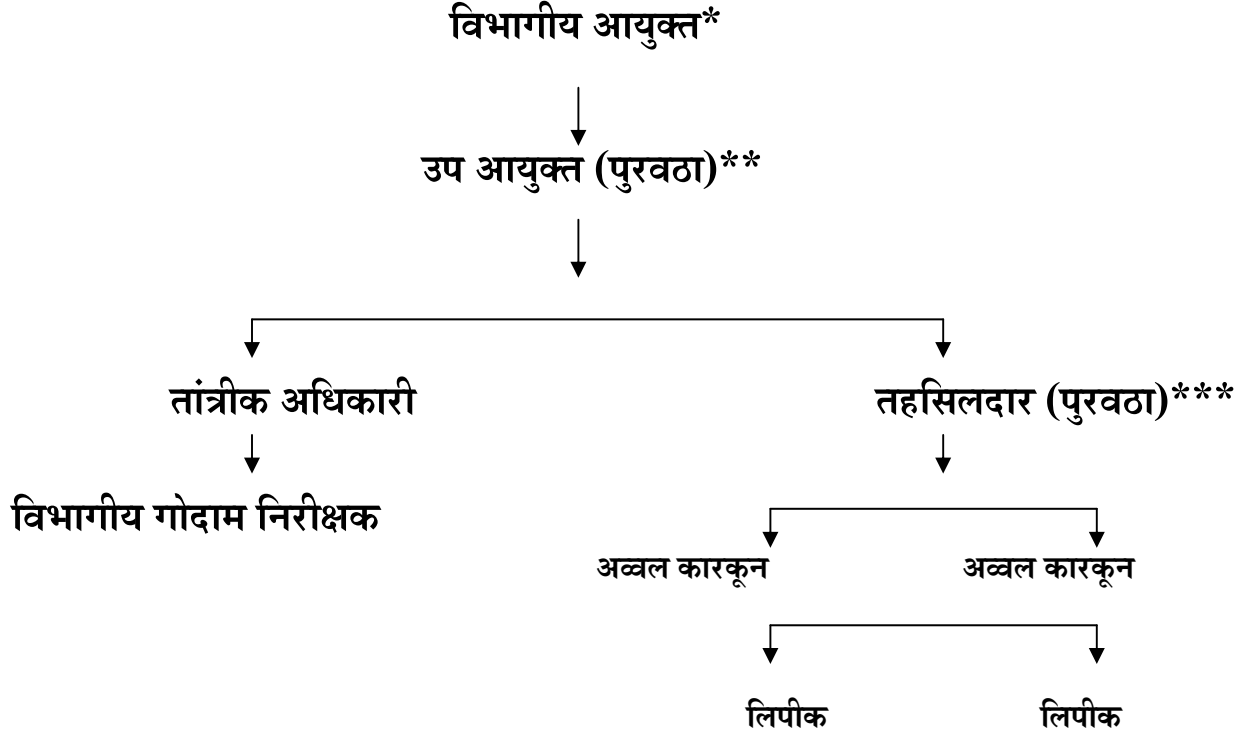 विभागीय आयुक्त*
उप आयुक्त (पुरवठा)**
तांत्रीक अधिकारी
तहसिलदार (पुरवठा)***
विभागीय गोदाम निरीक्षक
अव्वल कारकून
अव्वल कारकून
लिपीक
लिपीक